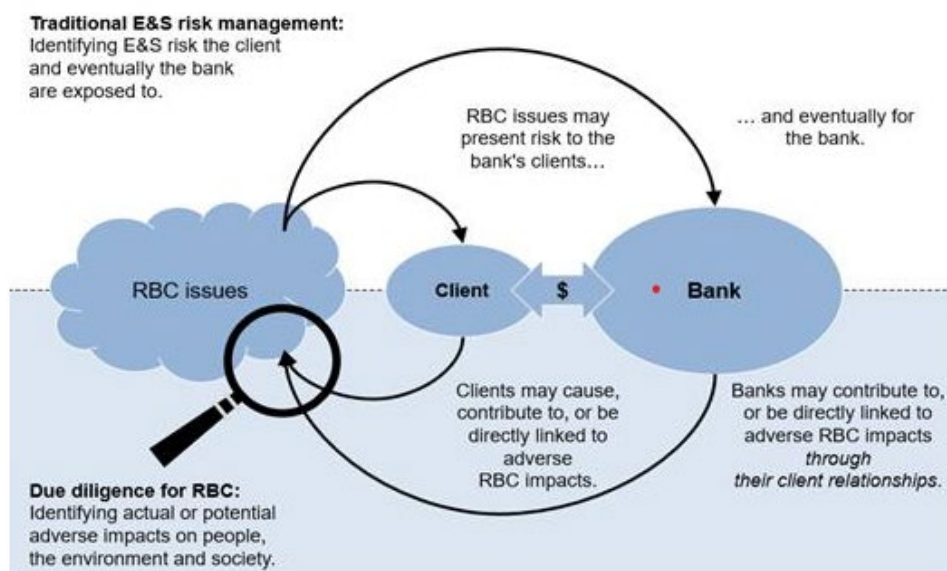 Traditional E&S risk management:
Identifying E&S risk the client
and eventually the bank
are exposed to.
RBC issues may
present risk to the
bank's clients…
… and eventually for
the bank.
RBC issues
Client
$
Bank
Clients may cause,
contribute to, or be
directly linked to
adverse
RBC impacts.
Banks may contribute to,
or be directly linked to
adverse RBC impacts
through
their client relationships.
Due diligence for RBC:
Identifying actual or potential
adverse impacts on people,
the environment and society.